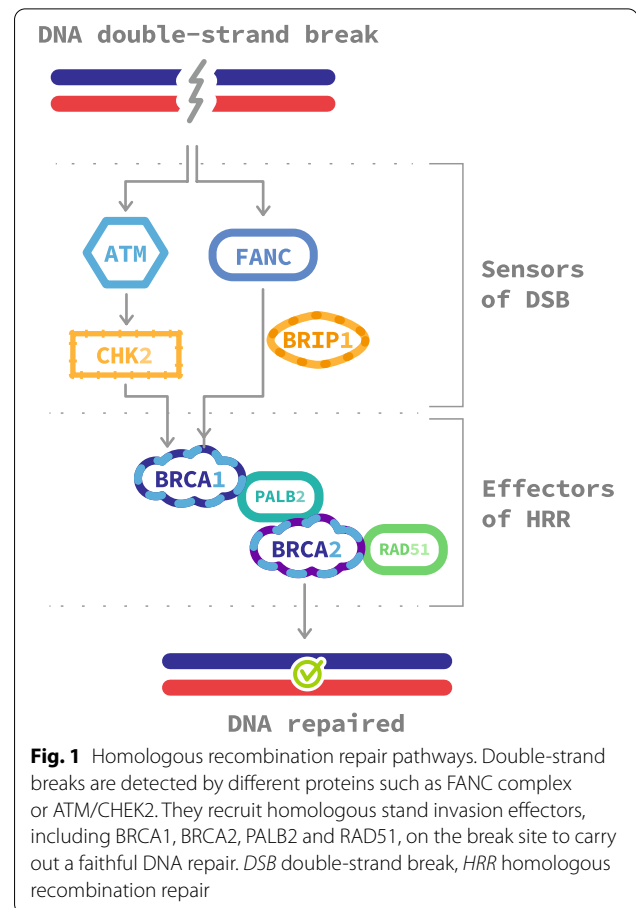 DNA double-strand break
ATM
FANC
Sensors
of DSB
CHK2
BRIP1
BRCA1
PALB2
Effectors
of HRR
BRCA2
RAD51
DNA repaired
Fig. 1 Homologous recombination repair pathways. Double-strand
breaks are detected by different proteins such as FANC complex
or ATM/CHEK2. They recruit homologous stand invasion effectors,
including BRCA1, BRCA2, PALB2 and RAD51, on the break site to carry
out a faithful DNA repair. DSB double-strand break, HRR homologous
recombination repair